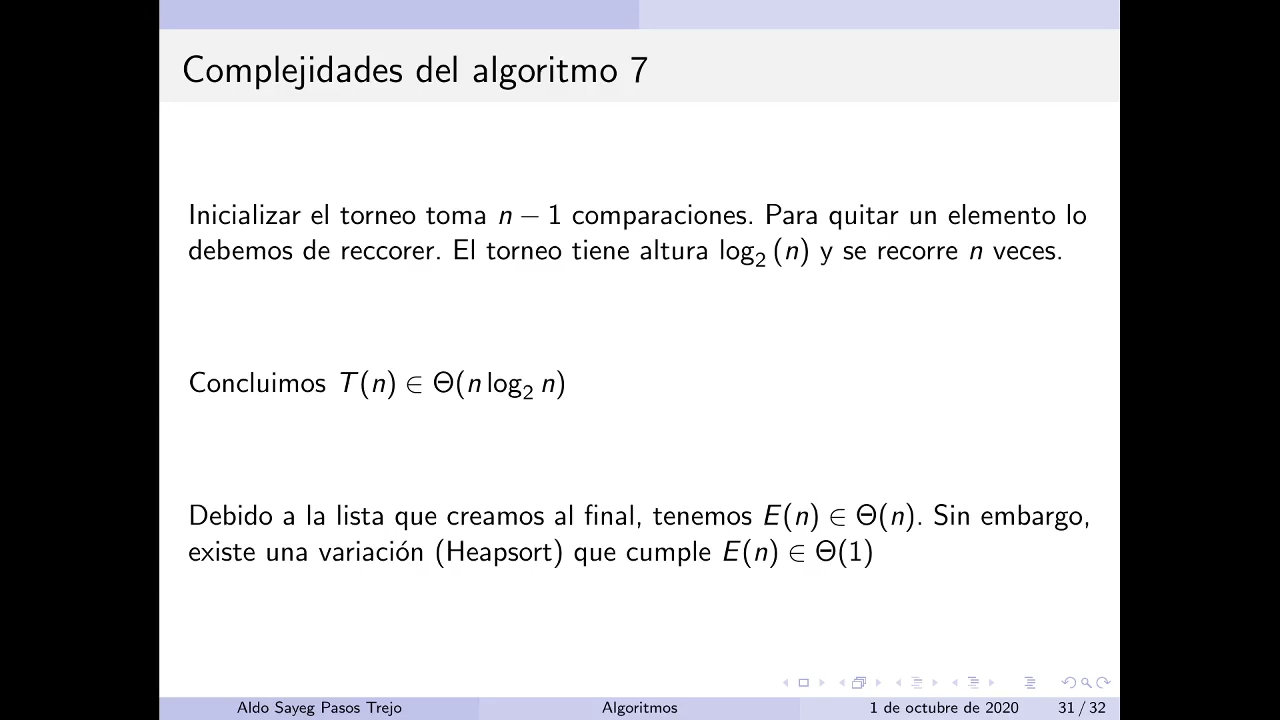 Complejidades del algoritmo 7
Inicializar el torneo toma n − 1 comparaciones. Para quitar un elemento lo
debemos de reccorer. El torneo tiene altura log₂ (n) y se recorre n veces.
Concluimos T(n) ∈ Θ(n log₂ n)
Debido a la lista que creamos al final, tenemos E(n) ∈ Θ(n). Sin embargo,
existe una variación (Heapsort) que cumple E(n) ∈ Θ(1)
Aldo Sayeg Pasos Trejo Algoritmos 1 de octubre de 2020 31 / 32